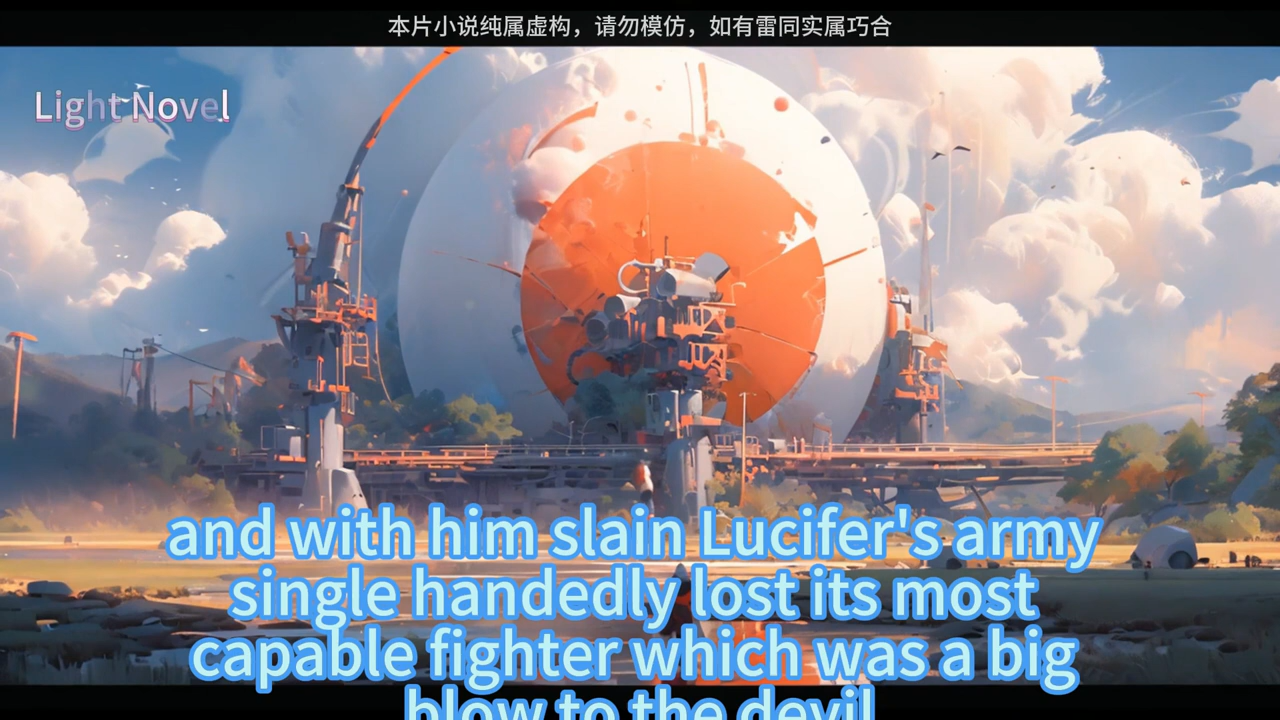 本片小说纯属虚构，请勿模仿，如有雷同实属巧合
Light Novel
and with him slain Lucifer's army
single handedly lost its most
capable fighter which was a big
blow to the devil